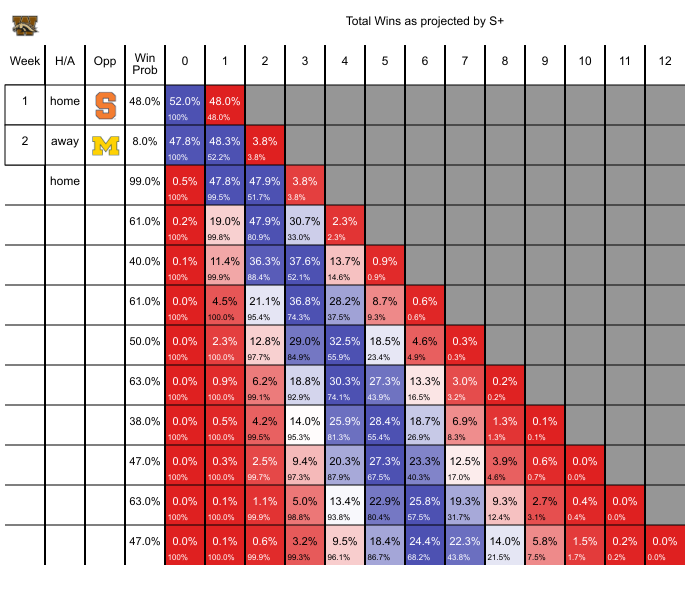 Total Wins as projected by S+
Week H/A Opp Win Prob 0 1 2 3 4 5 6 7 8 9 10 11 12
1 home S 48.0% 52.0% 48.0%
100% 48.0%
2 away M 8.0% 47.8% 48.3% 3.8%
100% 52.2% 3.8%
home 99.0% 0.5% 47.8% 47.9% 3.8%
100% 99.5% 51.7% 3.8%
61.0% 0.2% 19.0% 47.9% 30.7% 2.3%
100% 99.8% 80.9% 33.0% 2.3%
40.0% 0.1% 11.4% 36.3% 37.6% 13.7% 0.9%
100% 99.9% 88.4% 52.1% 14.6% 0.9%
61.0% 0.0% 4.5% 21.1% 36.8% 28.2% 8.7% 0.6%
100% 100.0% 95.4% 74.3% 37.5% 9.3% 0.6%
50.0% 0.0% 2.3% 12.8% 29.0% 32.5% 18.5% 4.6% 0.3%
100% 100.0% 97.7% 84.9% 55.9% 23.4% 4.9% 0.3%
63.0% 0.0% 0.9% 6.2% 18.8% 30.3% 27.3% 13.3% 3.0% 0.2%
100% 100.0% 99.1% 92.9% 74.1% 43.9% 16.5% 3.2% 0.2%
38.0% 0.0% 0.5% 4.2% 14.0% 25.9% 28.4% 18.7% 6.9% 1.3% 0.1%
100% 100.0% 99.5% 95.3% 81.3% 55.4% 26.9% 8.3% 1.3% 0.1%
47.0% 0.0% 0.3% 2.5% 9.4% 20.3% 27.3% 23.3% 12.5% 3.9% 0.6% 0.0%
100% 100.0% 99.7% 97.3% 87.9% 67.5% 40.3% 17.0% 4.6% 0.7% 0.0%
63.0% 0.0% 0.1% 1.1% 5.0% 13.4% 22.9% 25.8% 19.3% 9.3% 2.7% 0.4% 0.0%
100% 100.0% 99.9% 98.8% 93.8% 80.4% 57.5% 31.7% 12.4% 3.1% 0.4% 0.0%
47.0% 0.0% 0.1% 0.6% 3.2% 9.5% 18.4% 24.4% 22.3% 14.0% 5.8% 1.5% 0.2% 0.0%
100% 100.0% 99.9% 99.3% 96.1% 86.7% 68.2% 43.8% 21.5% 7.5% 1.7% 0.2% 0.0%